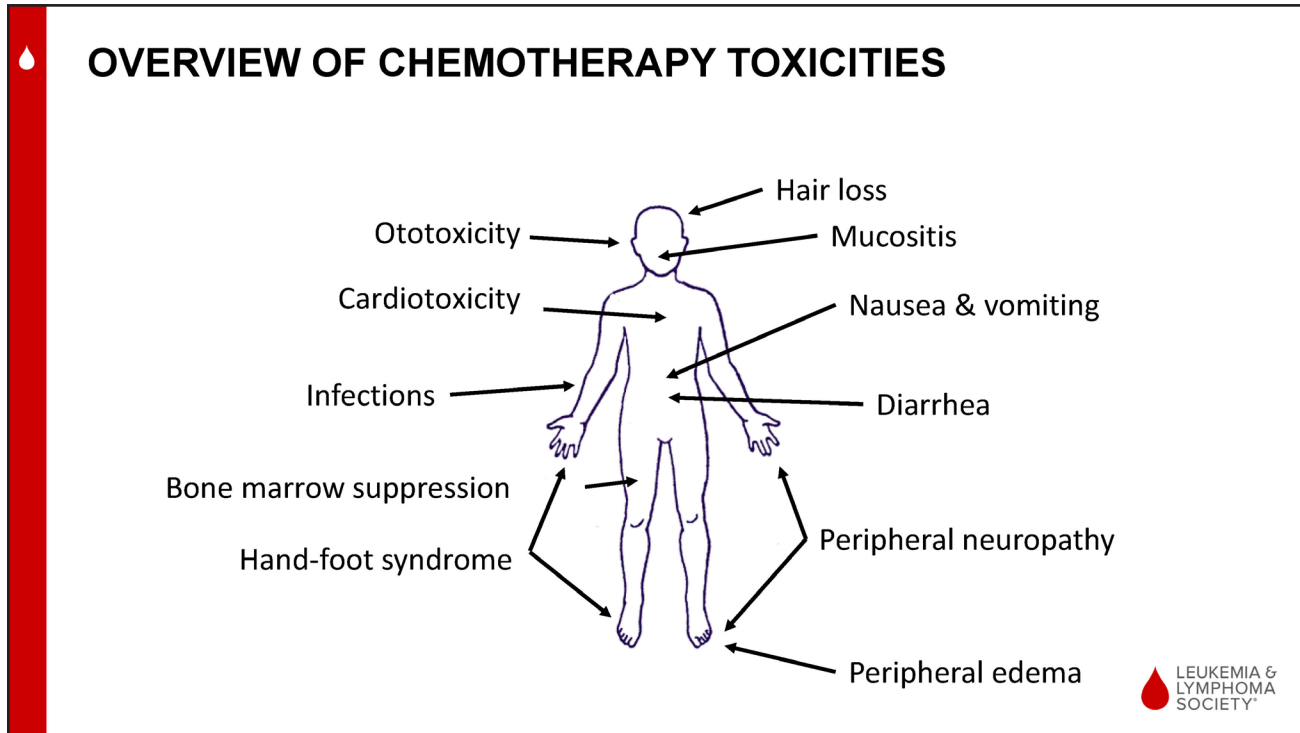 OVERVIEW OF CHEMOTHERAPY TOXICITIES
Hair loss
Ototoxicity
Mucositis
Cardiotoxicity
Nausea & vomiting
Infections
Diarrhea
Bone marrow suppression
Peripheral neuropathy
Hand-foot syndrome
Peripheral edema
LEUKEMIA &
LYMPHOMA
SOCIETY®